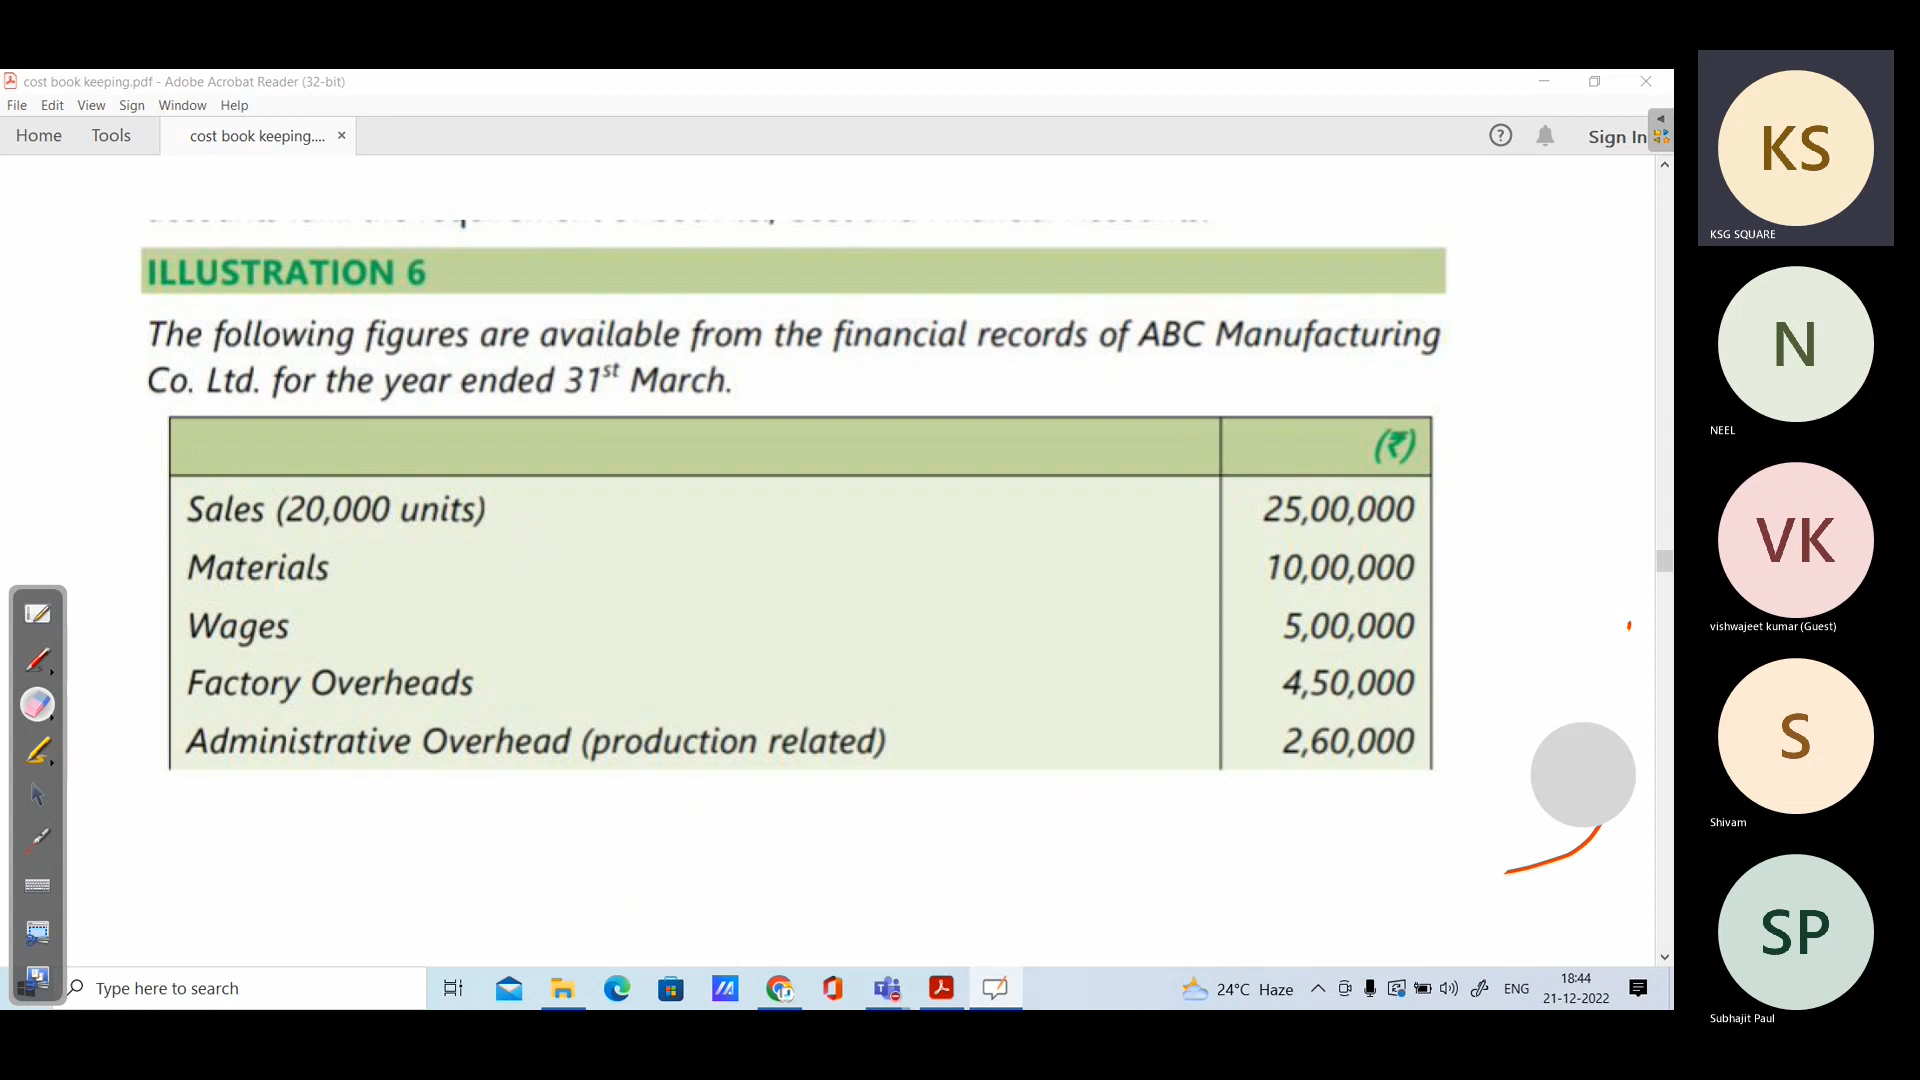 cost book keeping.pdf - Adobe Acrobat Reader (32-bit)
File Edit View Sign Window Help
Home Tools cost book keeping.... × Sign In
ILLUSTRATION 6
The following figures are available from the financial records of ABC Manufacturing
Co. Ltd. for the year ended 31st March.
(₹)
Sales (20,000 units) 25,00,000
Materials 10,00,000
Wages 5,00,000
Factory Overheads 4,50,000
Administrative Overhead (production related) 2,60,000
Type here to search
24°C Haze
ENG
18:44
21-12-2022
KS
KSG SQUARE
N
NEEL
VK
vishwajeet kumar (Guest)
S
Shivam
SP
Subhajit Paul